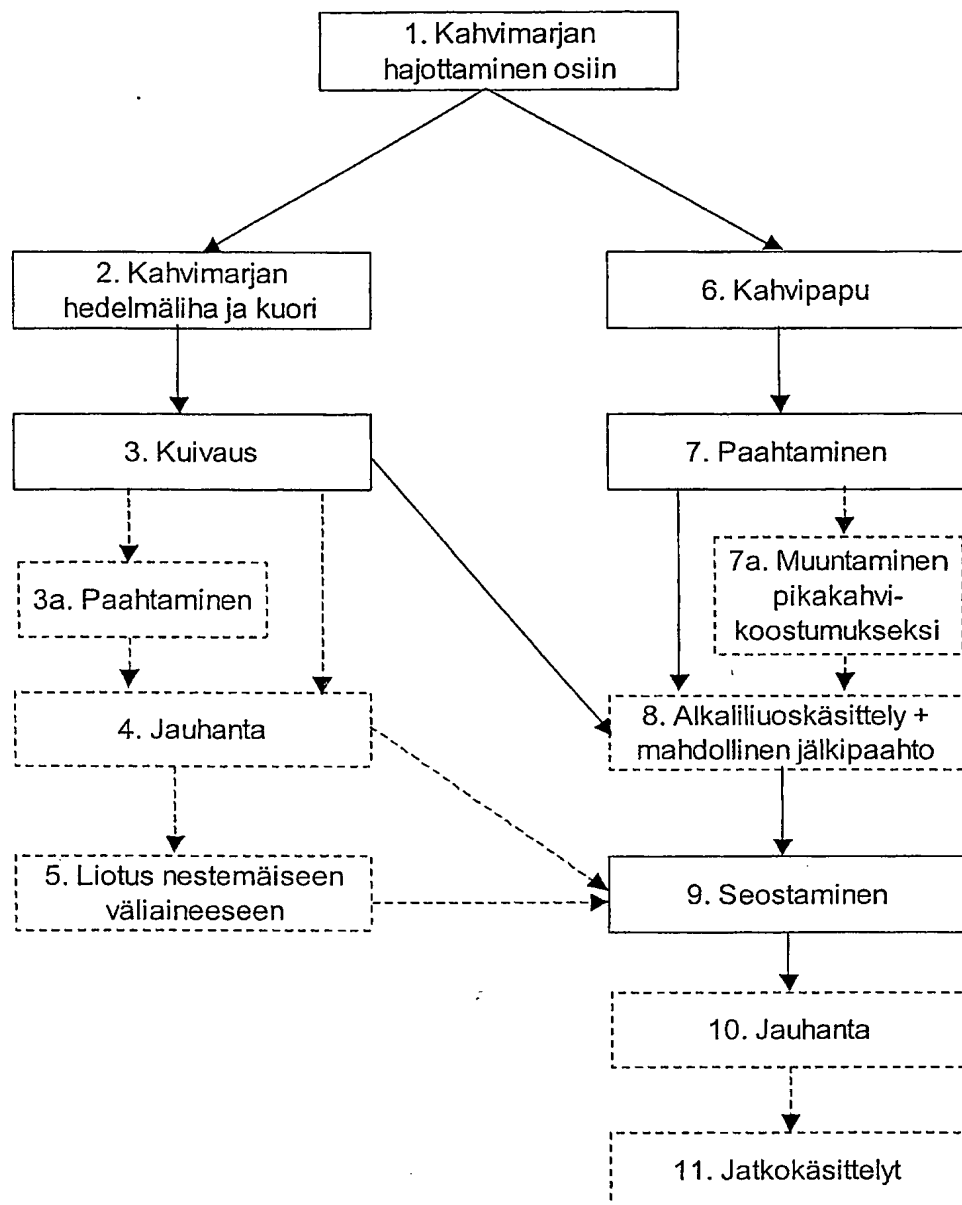 1. Kahvimarjan
hajottaminen osiin
2. Kahvimarjan
hedelmäliha ja kuori
6. Kahvipapu
3. Kuivaus
7. Paahtaminen
3a. Paahtaminen
7a. Muuntaminen
pikakahvi-
koostumukseksi
4. Jauhanta
8. Alkaliliuoskäsittely +
mahdollinen jälkipaahto
5. Liotus nestemäiseen
väliaineeseen
9. Seostaminen
10. Jauhanta
11. Jatkokäsittelyt